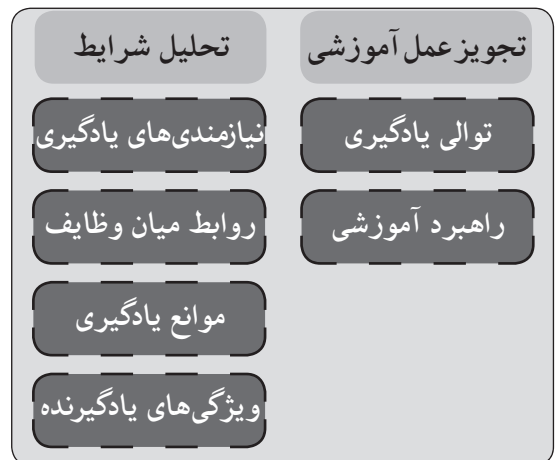 تجویز عمل آموزشی
توالی یادگیری
راهبرد آموزشی
تحلیل شرایط
نیازمندی‌های یادگیری
روابط میان وظایف
موانع یادگیری
ویژگی‌های یادگیرنده